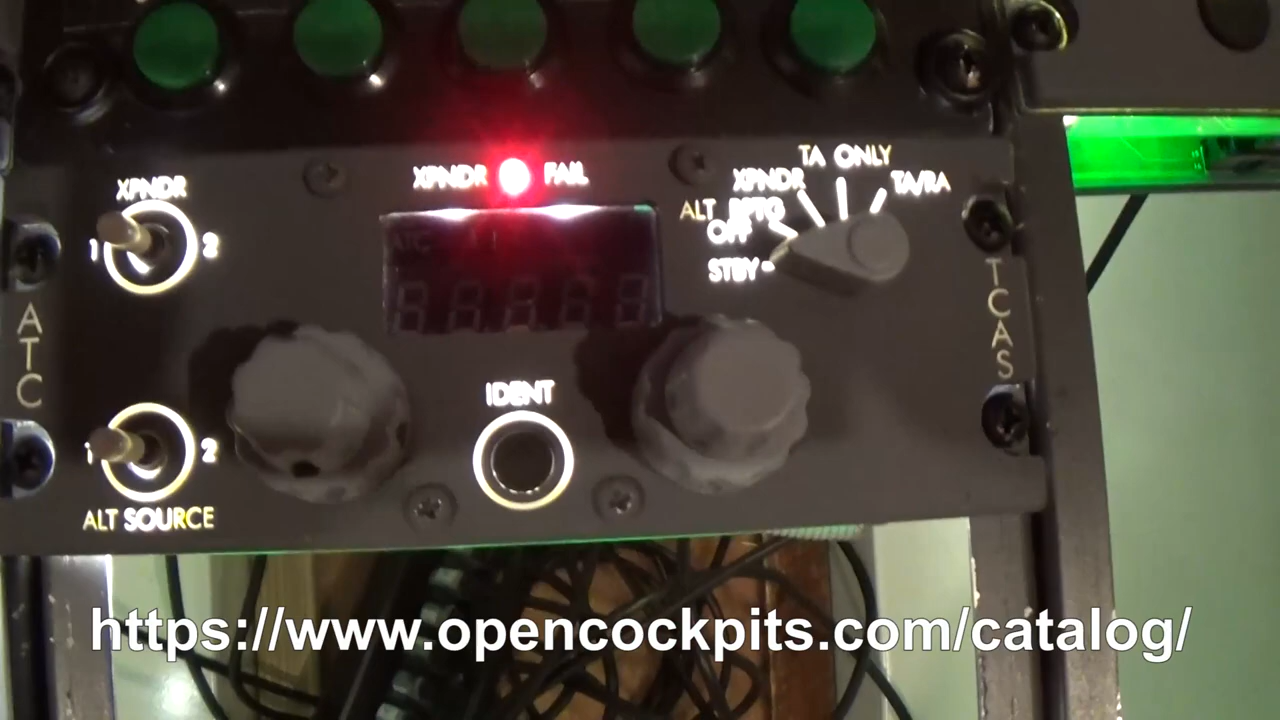 TA ONLY
XPNDR
XPNDR FAIL
XPNDR
TA/RA
ALT RPTG
OFF
1 2
STBY
ATC
ATC
TCAS
IDENT
1 2
ALT SOURCE
https://www.opencockpits.com/catalog/